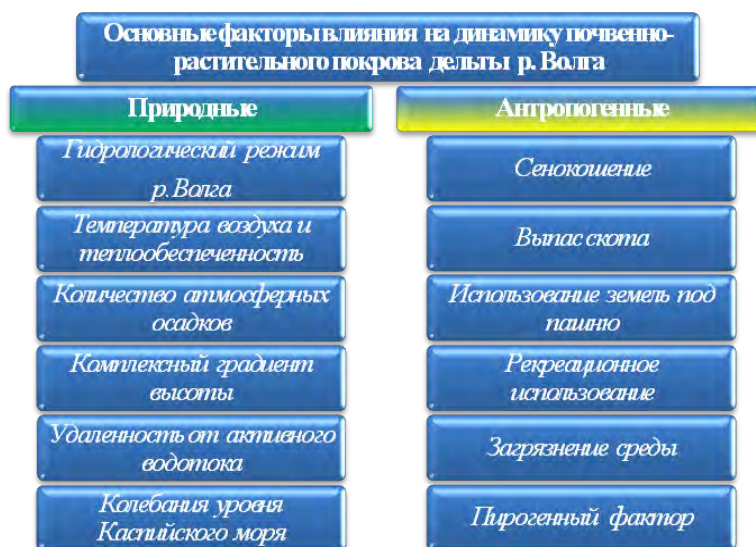 Основные факторы влияния на динамику почвенно-
растительного покрова дельты р. Волга
Природные
Гидрологический режим
р. Волга
Температура воздуха и
теплообеспеченность
Количество атмосферных
осадков
Комплексный градиент
высоты
Удаленность от активного
водотока
Колебания уровня
Каспийского моря
Антропогенные
Сенокошение
Выпас скота
Использование земель под
пашню
Рекреационное
использование
Загрязнение среды
Пирогенный фактор